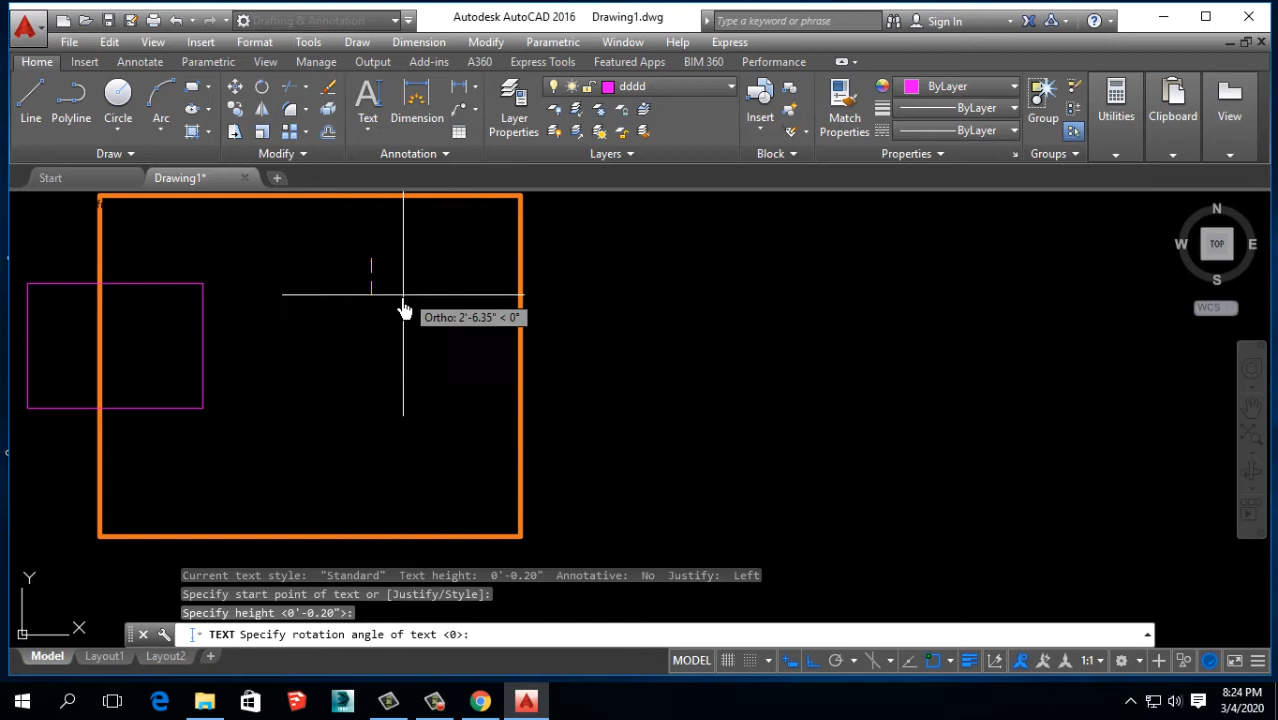 Drafting & Annotation
Autodesk AutoCAD 2016 Drawing1.dwg
Type a keyword or phrase
Sign In
File Edit View Insert Format Tools Draw Dimension Modify Parametric Window Help Express
Home Insert Annotate Parametric View Manage Output Add-ins A360 Express Tools Featured Apps BIM 360 Performance
dddd
ByLayer
ByLayer
ByLayer
Line Polyline Circle Arc
Text Dimension
Layer Properties
Insert
Match Properties
Group
Utilities Clipboard View
Draw Modify Annotation Layers Block Properties Groups
Start Drawing1*
N
W TOP E
S
WCS
Ortho: 2'-6.35" < 0°
Current text style: "Standard" Text height: 0'-0.20" Annotative: No Justify: Left
Specify start point of text or [Justify/Style]:
Specify height <0'-0.20">:
TEXT Specify rotation angle of text <0>:
Y
X
Model Layout1 Layout2
MODEL
1:1
8:24 PM
3/4/2020